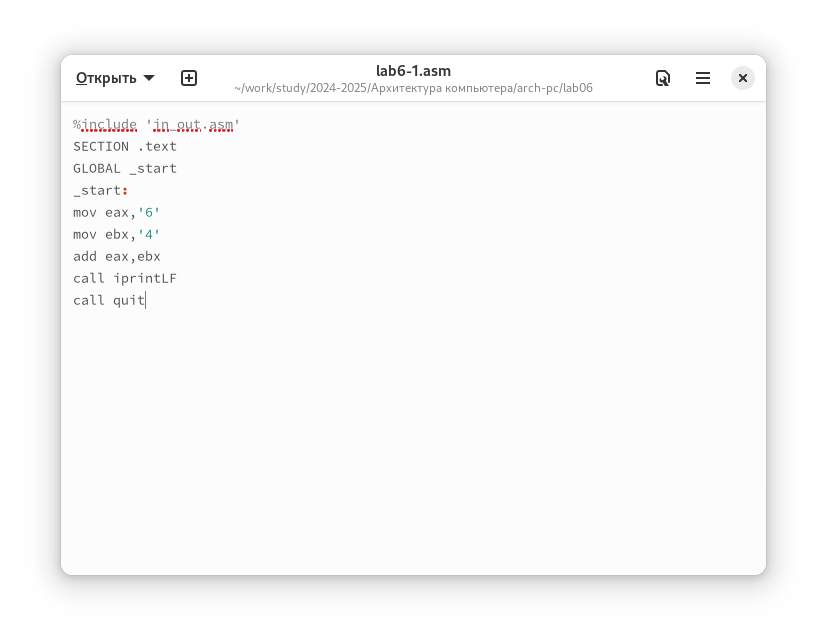 Открыть
lab6-1.asm
~/work/study/2024-2025/Архитектура компьютера/arch-pc/lab06
%include 'in_out.asm'
SECTION .text
GLOBAL _start
_start:
mov eax,'6'
mov ebx,'4'
add eax,ebx
call iprintLF
call quit